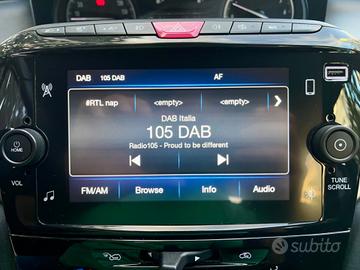 DAB 105 DAB AF
#RTL nap <empty> <empty>
DAB Italia
105 DAB
Radio105 - Proud to be different
HOME
VOL
TUNE
SCROLL
FM/AM Browse Info Audio
subito